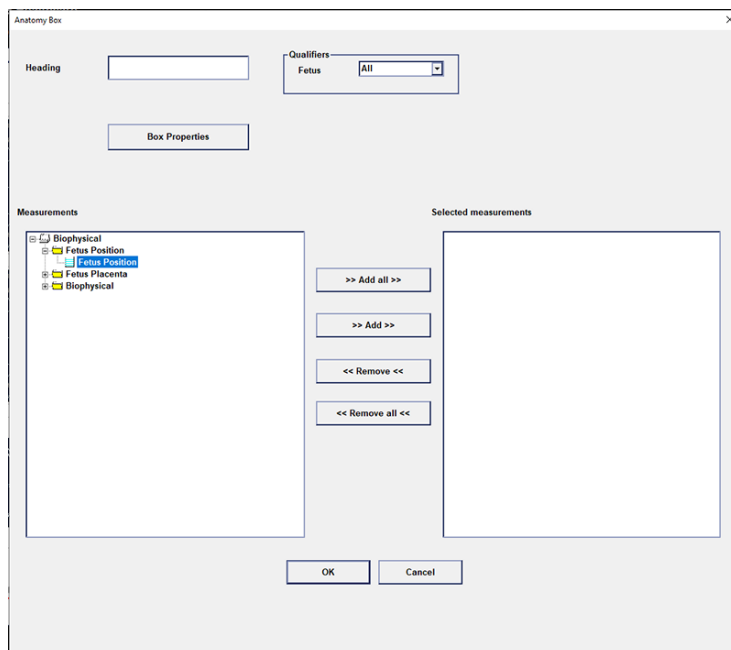 Anatomy Box
Heading
Qualifiers
Fetus
All
Box Properties
Measurements
Selected measurements
Biophysical
Fetus Position
Fetus Position
Fetus Placenta
Biophysical
>> Add all >>
>> Add >>
<< Remove <<
<< Remove all <<
OK
Cancel